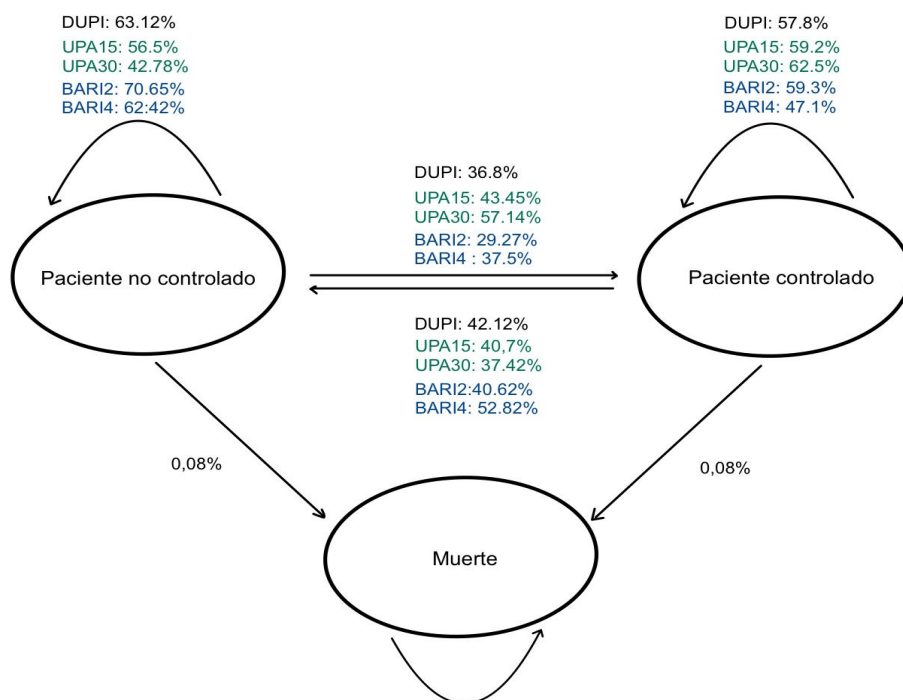 DUPI: 63.12%
UPA15: 56.5%
UPA30: 42.78%
BARI2: 70.65%
BARI4: 62:42%
DUPI: 57.8%
UPA15: 59.2%
UPA30: 62.5%
BARI2: 59.3%
BARI4: 47.1%
DUPI: 36.8%
UPA15: 43.45%
UPA30: 57.14%
BARI2: 29.27%
BARI4 : 37.5%
Paciente no controlado
Paciente controlado
DUPI: 42.12%
UPA15: 40,7%
UPA30: 37.42%
BARI2:40.62%
BARI4: 52.82%
0,08%
0,08%
Muerte